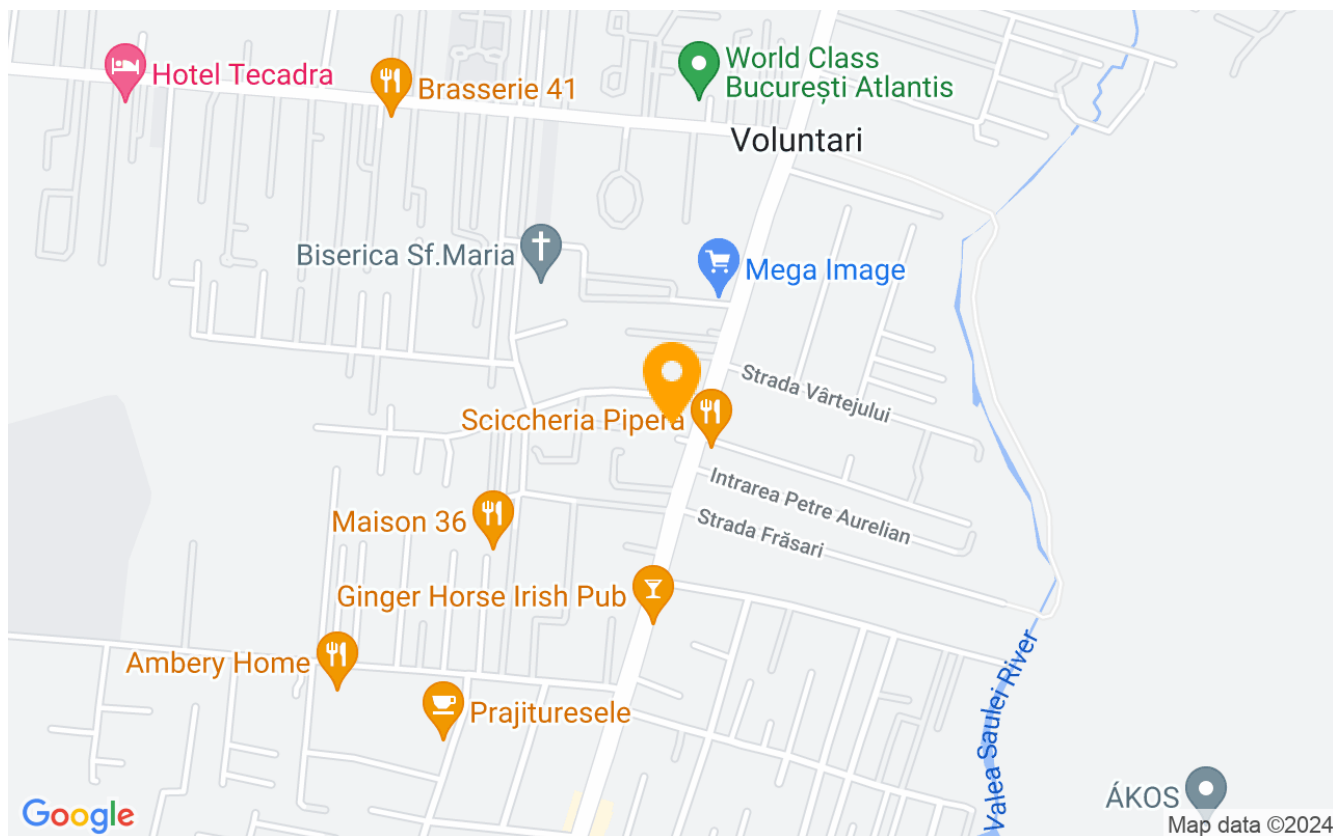 Hotel Tecadra
Brasserie 41
World Class
București Atlantis
Voluntari
Biserica Sf.Maria
Mega Image
Strada Vârtejului
Sciccheria Pipera
Intrarea Petre Aurelian
Strada Frăsari
Maison 36
Ginger Horse Irish Pub
Ambery Home
Prajituresele
Valea Saulei River
ÁKOS
Google
Map data ©2024